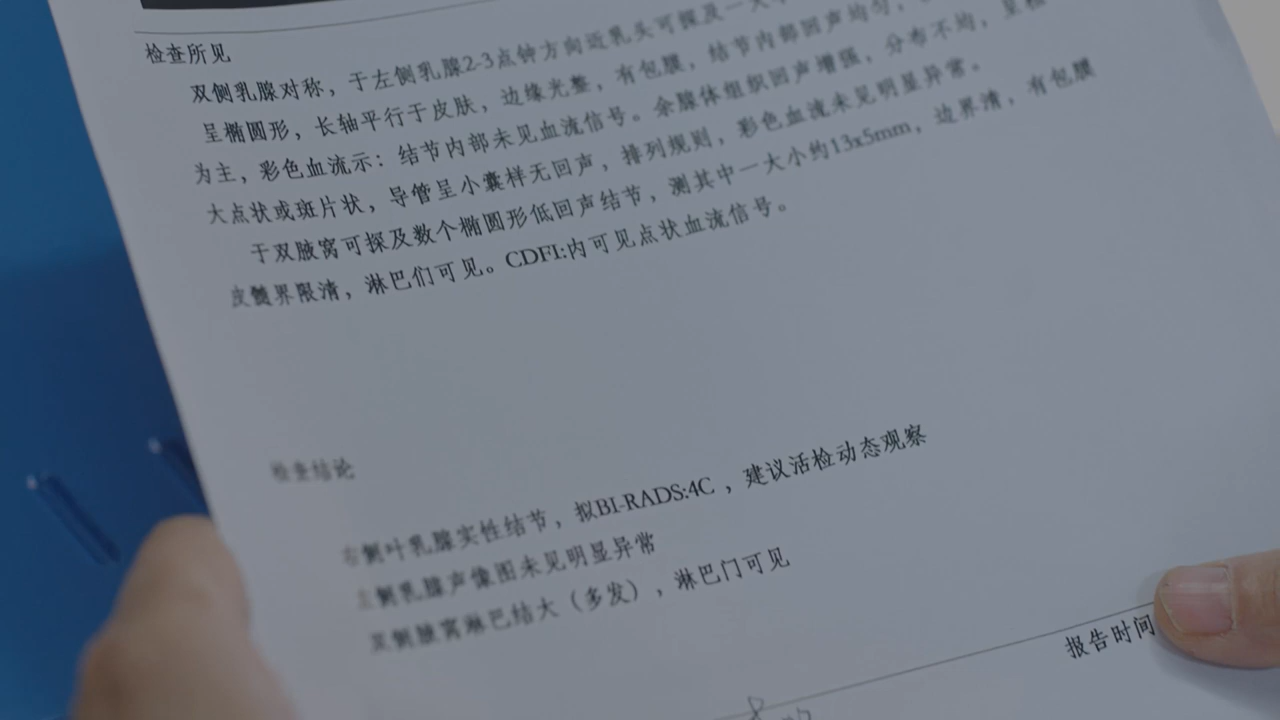 检查所见
双侧乳腺对称，于左侧乳腺2-3点钟方向近乳头可探及一大
呈椭圆形，长轴平行于皮肤，边缘光整，有包膜，结节内部回声均匀，
为主，彩色血流示：结节内部未见血流信号。余腺体组织回声增强，分布不均，呈粗
大点状或斑片状，导管呈小囊样无回声，排列规则，彩色血流未见明显异常。
于双腋窝可探及数个椭圆形低回声结节，测其中一大小约13x5mm，边界清，有包膜
皮髓界限清，淋巴们可见。CDFI:内可见点状血流信号。
检查结论
右侧叶乳腺实性结节，拟BI-RADS:4C，建议活检动态观察
侧乳腺声像图未见明显异常
双侧腋窝淋巴结大（多发），淋巴门可见
报告时间